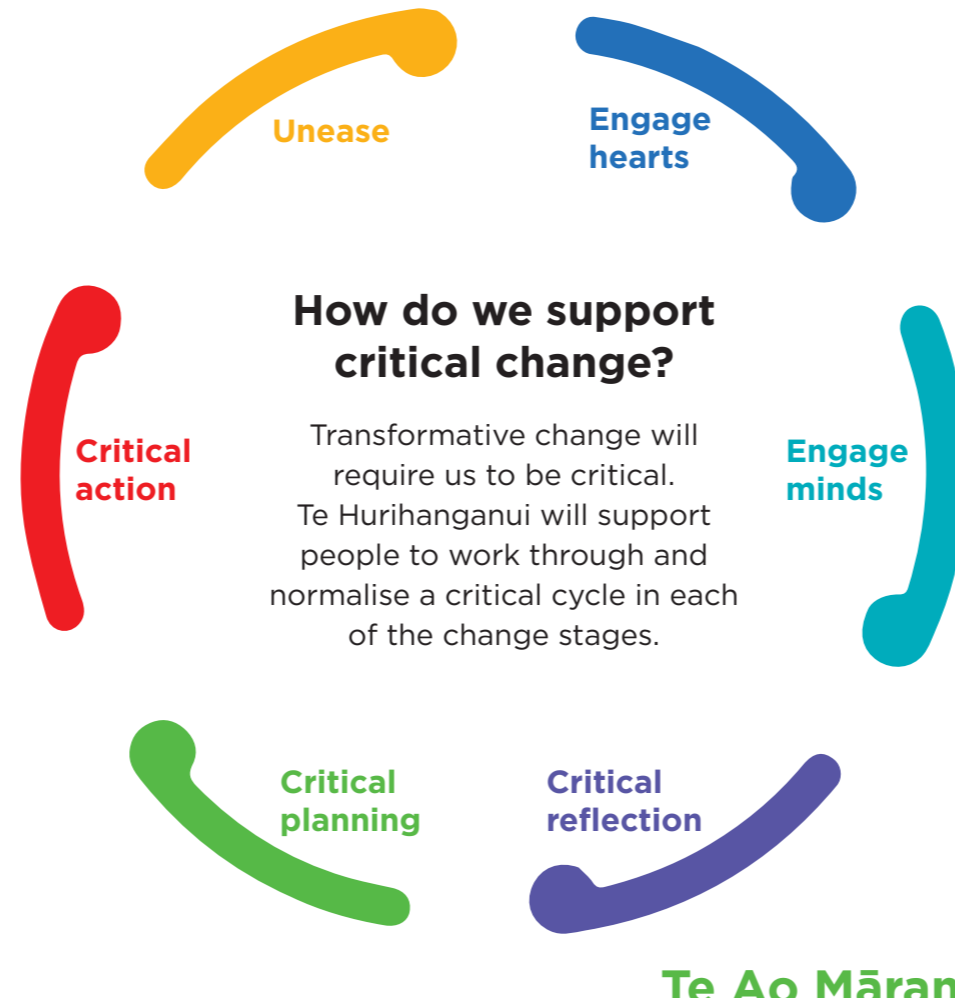 Unease
Engage
hearts
How do we support
critical change?
Transformative change will
require us to be critical.
Te Hurihanganui will support
people to work through and
normalise a critical cycle in each
of the change stages.
Critical
action
Engage
minds
Critical
planning
Critical
reflection
Te Ao Māran